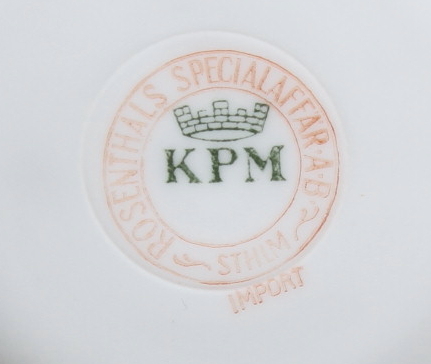 ROSENTHALS SPECIALAFFÄR·A·B
KPM
STHLM
IMPORT